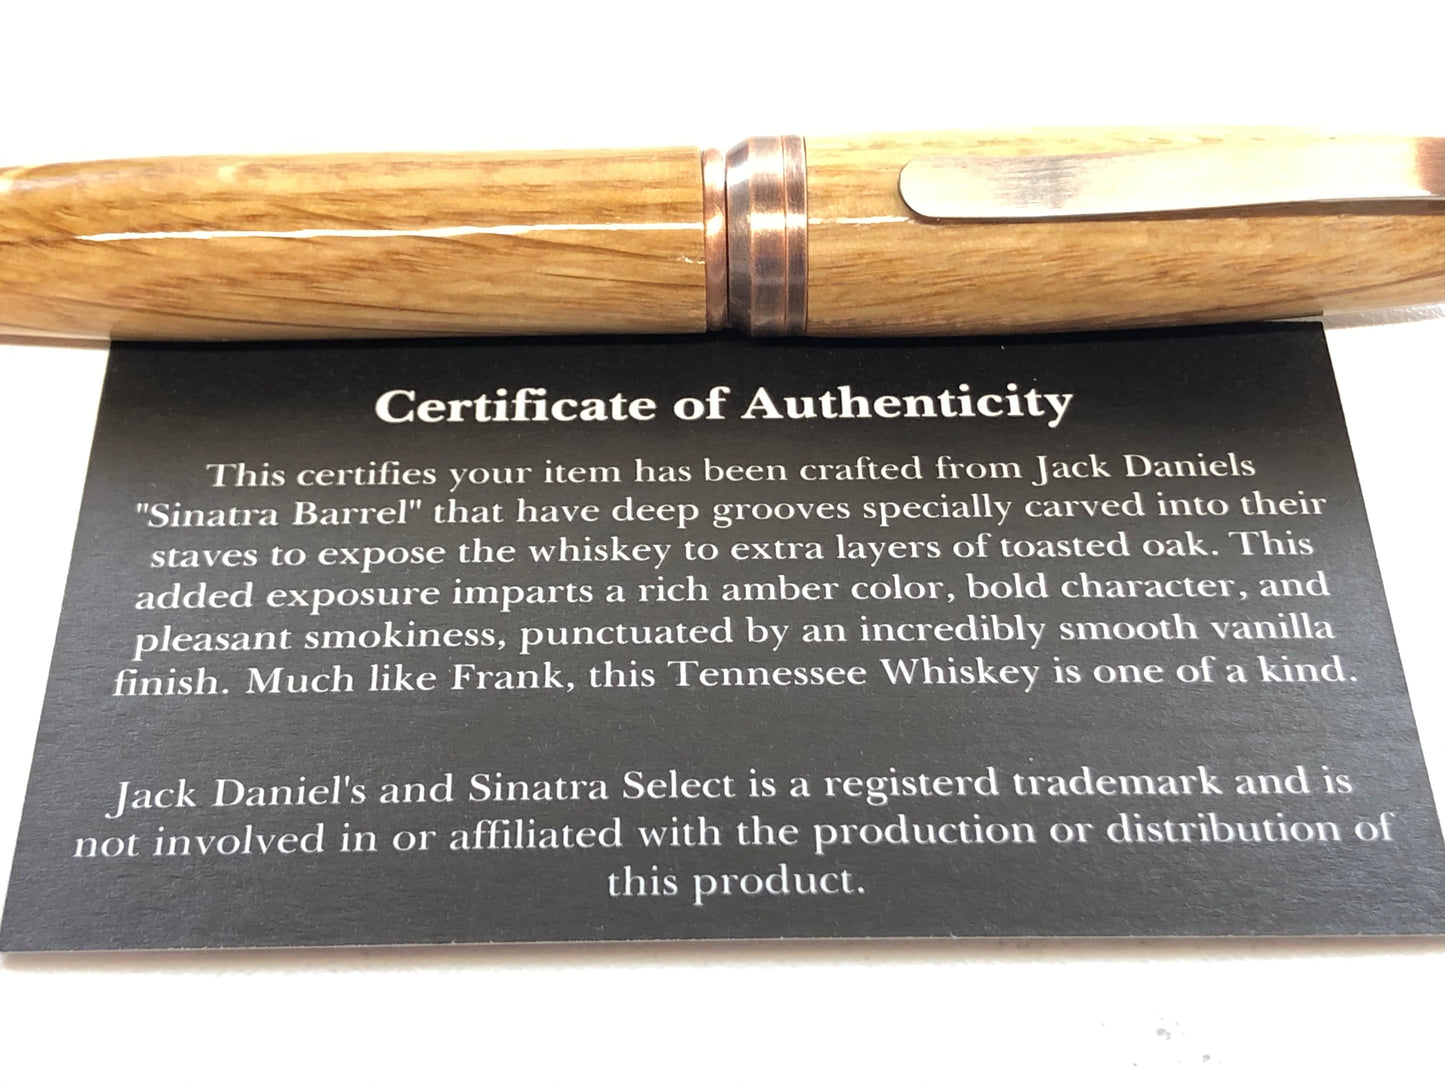 Certificate of Authenticity
This certifies your item has been crafted from Jack Daniels
"Sinatra Barrel" that have deep grooves specially carved into their
staves to expose the whiskey to extra layers of toasted oak. This
added exposure imparts a rich amber color, bold character, and
pleasant smokiness, punctuated by an incredibly smooth vanilla
finish. Much like Frank, this Tennessee Whiskey is one of a kind.
Jack Daniel's and Sinatra Select is a registerd trademark and is
not involved in or affiliated with the production or distribution of
this product.